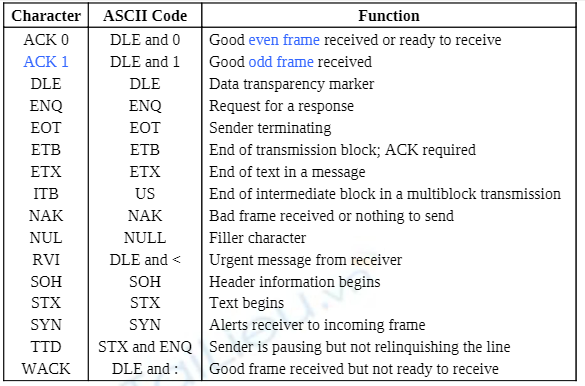 Character ASCII Code Function
ACK 0 DLE and 0 Good even frame received or ready to receive
ACK 1 DLE and 1 Good odd frame received
DLE DLE Data transparency marker
ENQ ENQ Request for a response
EOT EOT Sender terminating
ETB ETB End of transmission block; ACK required
ETX ETX End of text in a message
ITB US End of intermediate block in a multiblock transmission
NAK NAK Bad frame received or nothing to send
NUL NULL Filler character
RVI DLE and < Urgent message from receiver
SOH SOH Header information begins
STX STX Text begins
SYN SYN Alerts receiver to incoming frame
TTD STX and ENQ Sender is pausing but not relinquishing the line
WACK DLE and : Good frame received but not ready to receive